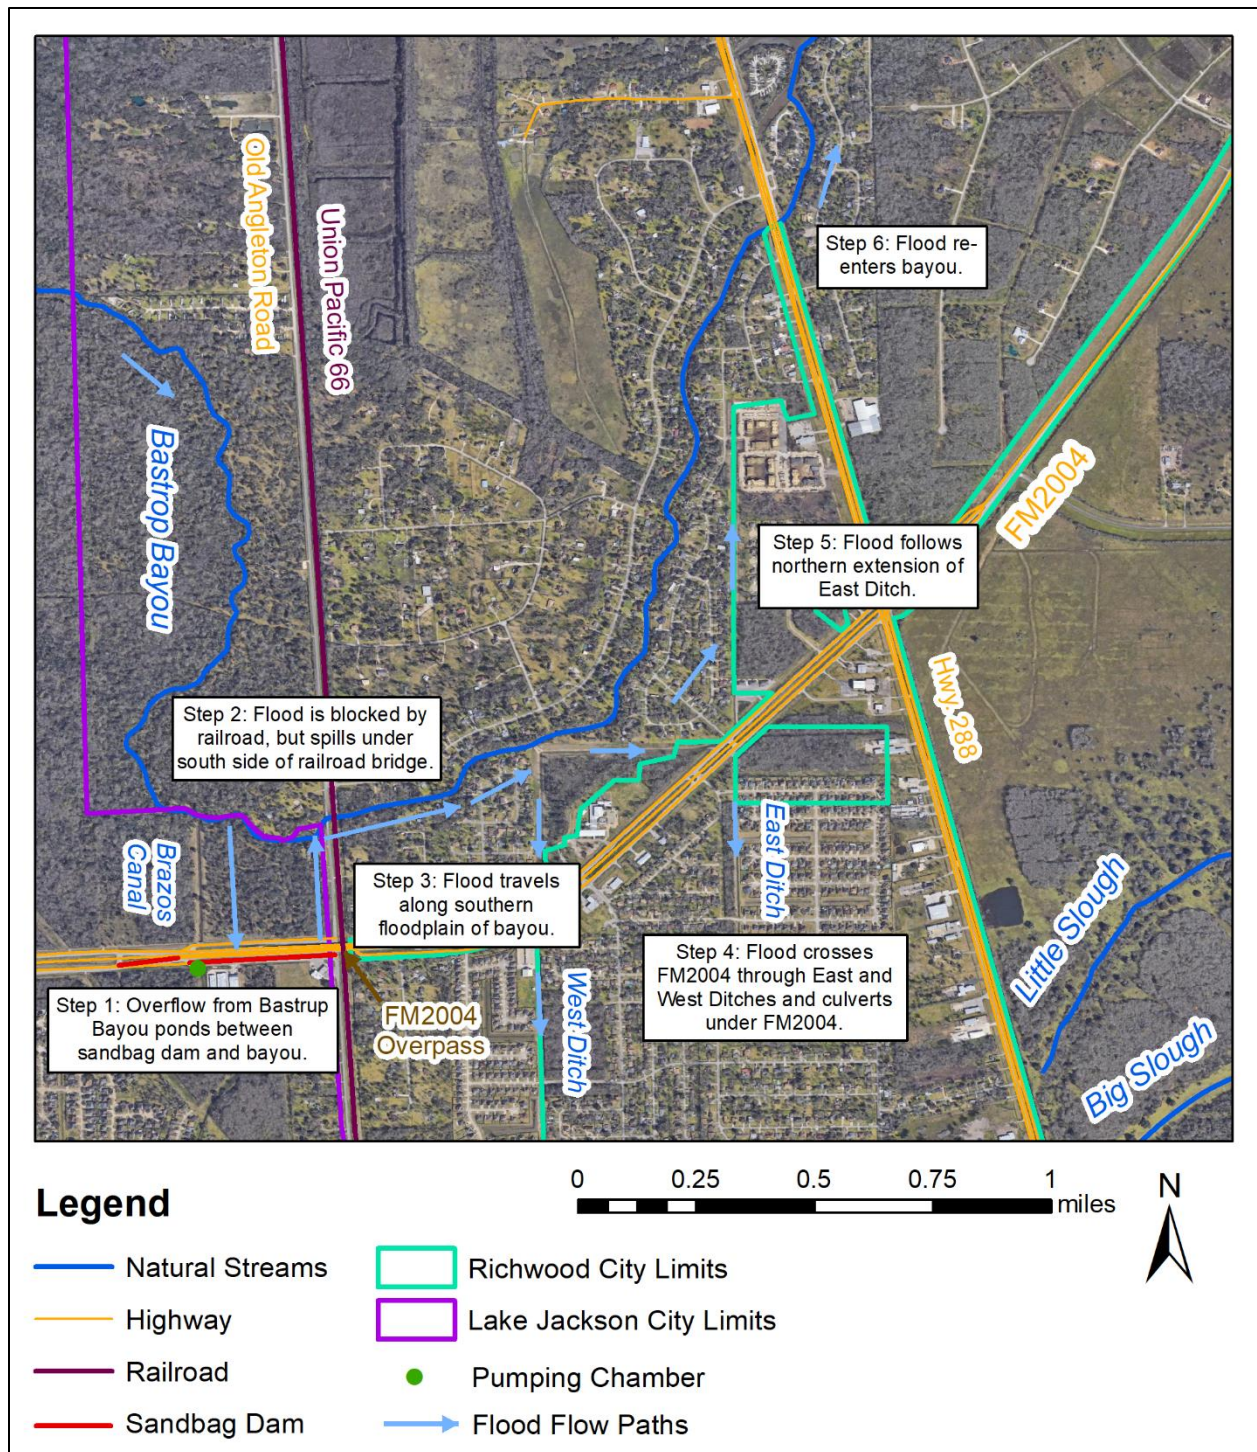 Old Angleton Road
Union Pacific 66
Step 6: Flood re-
enters bayou.
Bastrop Bayou
FM2004
Step 5: Flood follows
northern extension of
East Ditch.
Hwy. 288
Step 2: Flood is blocked by
railroad, but spills under
south side of railroad bridge.
Brazos
Canal
Step 3: Flood travels
along southern
floodplain of bayou.
East Ditch
Little Slough
Step 4: Flood crosses
FM2004 through East and
West Ditches and culverts
under FM2004.
Step 1: Overflow from Bastrup
Bayou ponds between
sandbag dam and bayou.
FM2004
Overpass
West Ditch
Big Slough
0 0.25 0.5 0.75 1
miles
N
Legend
Natural Streams
Highway
Railroad
Sandbag Dam
Richwood City Limits
Lake Jackson City Limits
Pumping Chamber
Flood Flow Paths